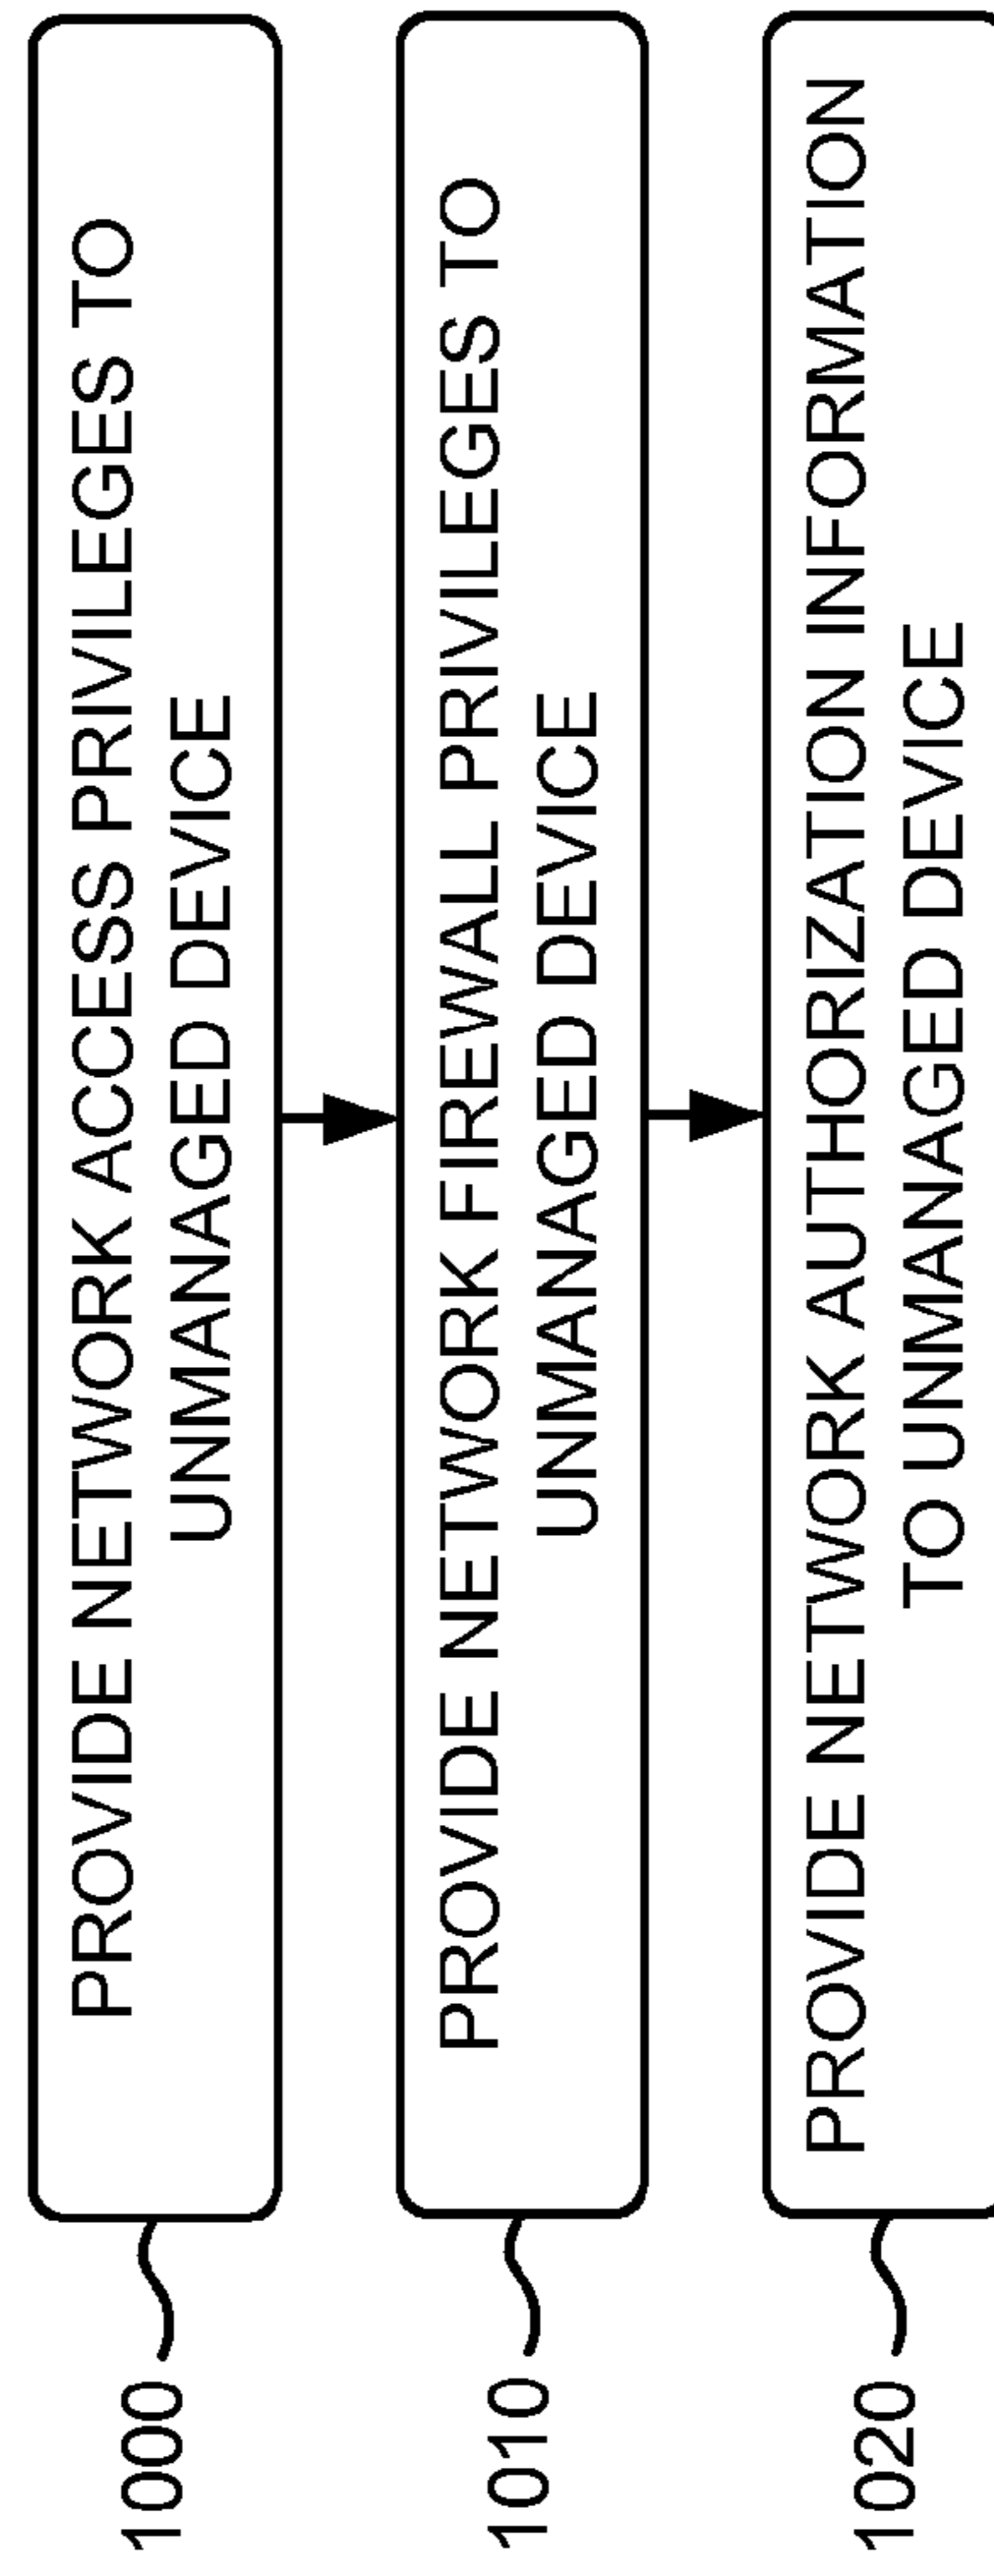 1000
PROVIDE NETWORK ACCESS PRIVILEGES TO
UNMANAGED DEVICE
1010
PROVIDE NETWORK FIREWALL PRIVILEGES TO
UNMANAGED DEVICE
1020
PROVIDE NETWORK AUTHORIZATION INFORMATION
TO UNMANAGED DEVICE